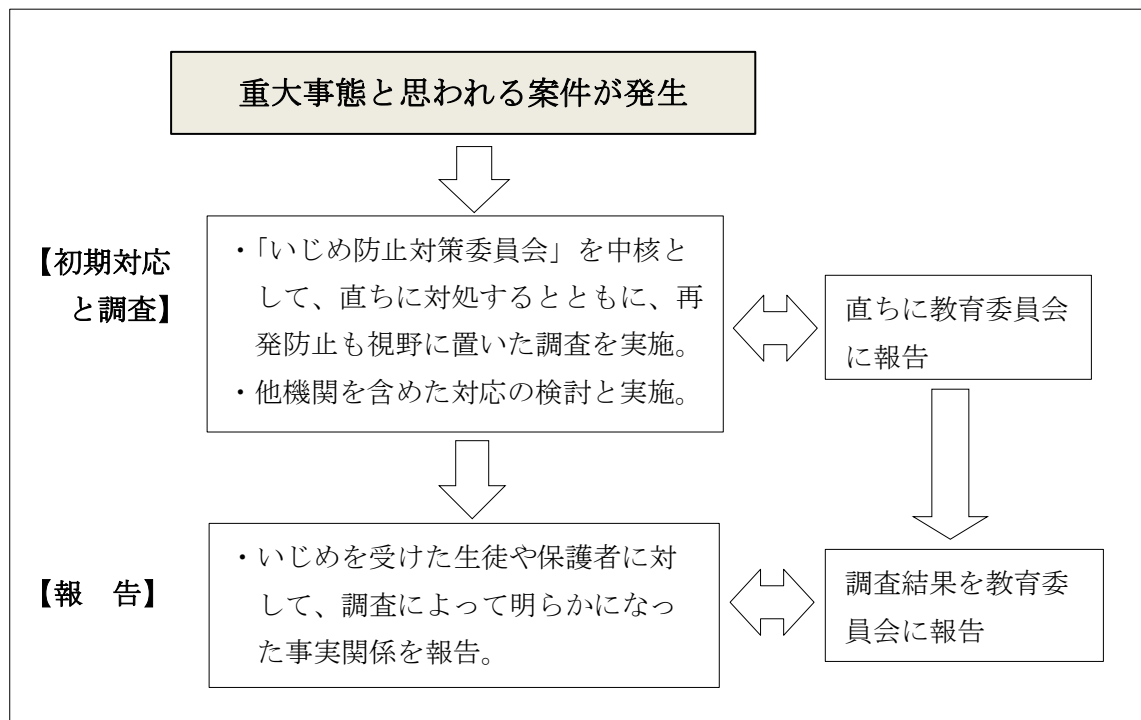 重大事態と思われる案件が発生
【初期対応
と調査】
・「いじめ防止対策委員会」を中核と
して、直ちに対処するとともに、再
発防止も視野に置いた調査を実施。
・他機関を含めた対応の検討と実施。
直ちに教育委員会
に報告
【報　告】
・いじめを受けた生徒や保護者に対
して、調査によって明らかになっ
た事実関係を報告。
調査結果を教育委
員会に報告